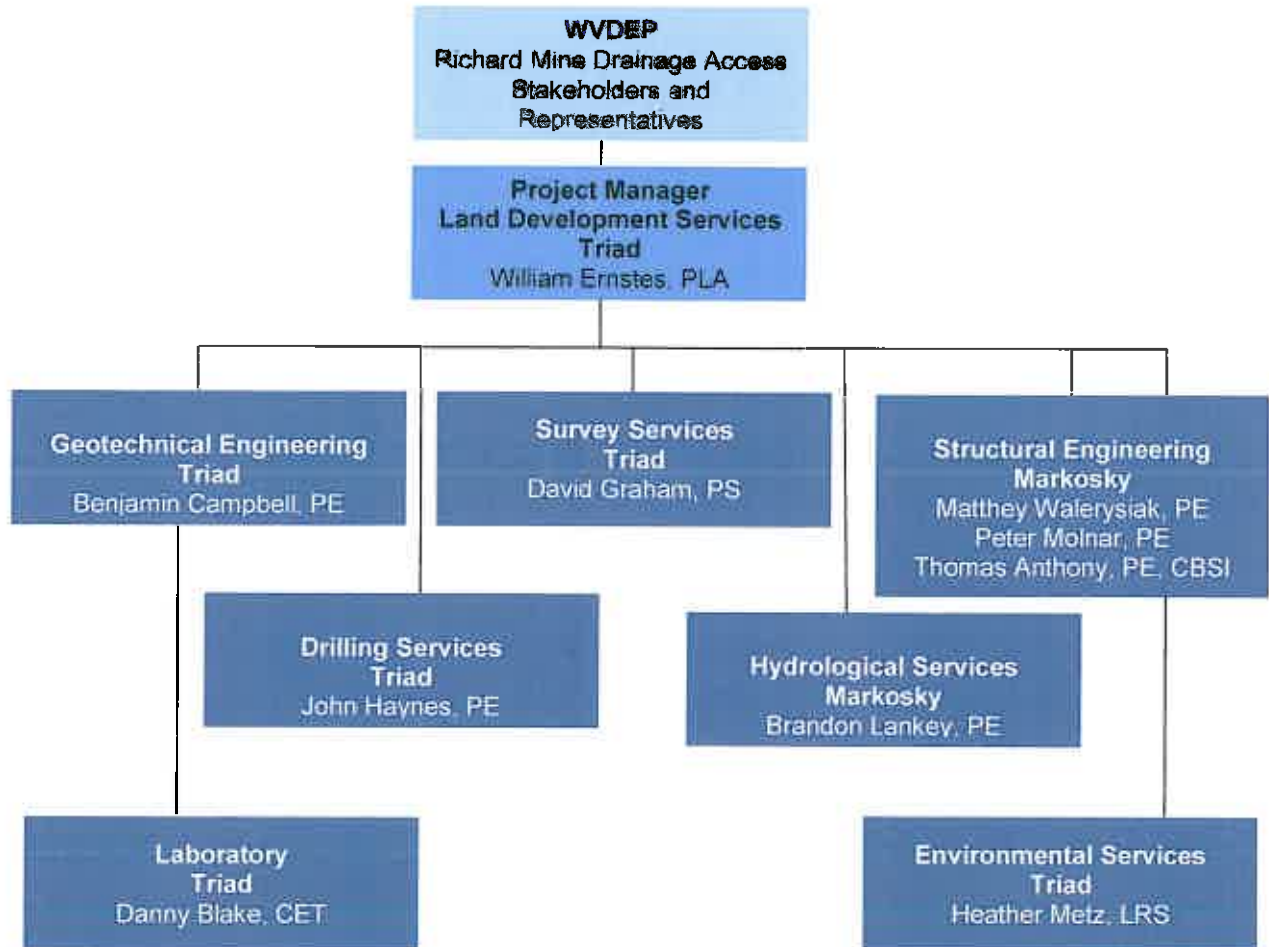 WVDEP
Richard Mine Drainage Access
Stakeholders and
Representatives
Project Manager
Land Development Services
Triad
William Ernstes, PLA
Geotechnical Engineering
Triad
Benjamin Campbell, PE
Survey Services
Triad
David Graham, PS
Structural Engineering
Markosky
Matthey Walerysiak, PE
Peter Molnar, PE
Thomas Anthony, PE, CBSI
Drilling Services
Triad
John Haynes, PE
Hydrological Services
Markosky
Brandon Lankey, PE
Laboratory
Triad
Danny Blake, CET
Environmental Services
Triad
Heather Metz, LRS